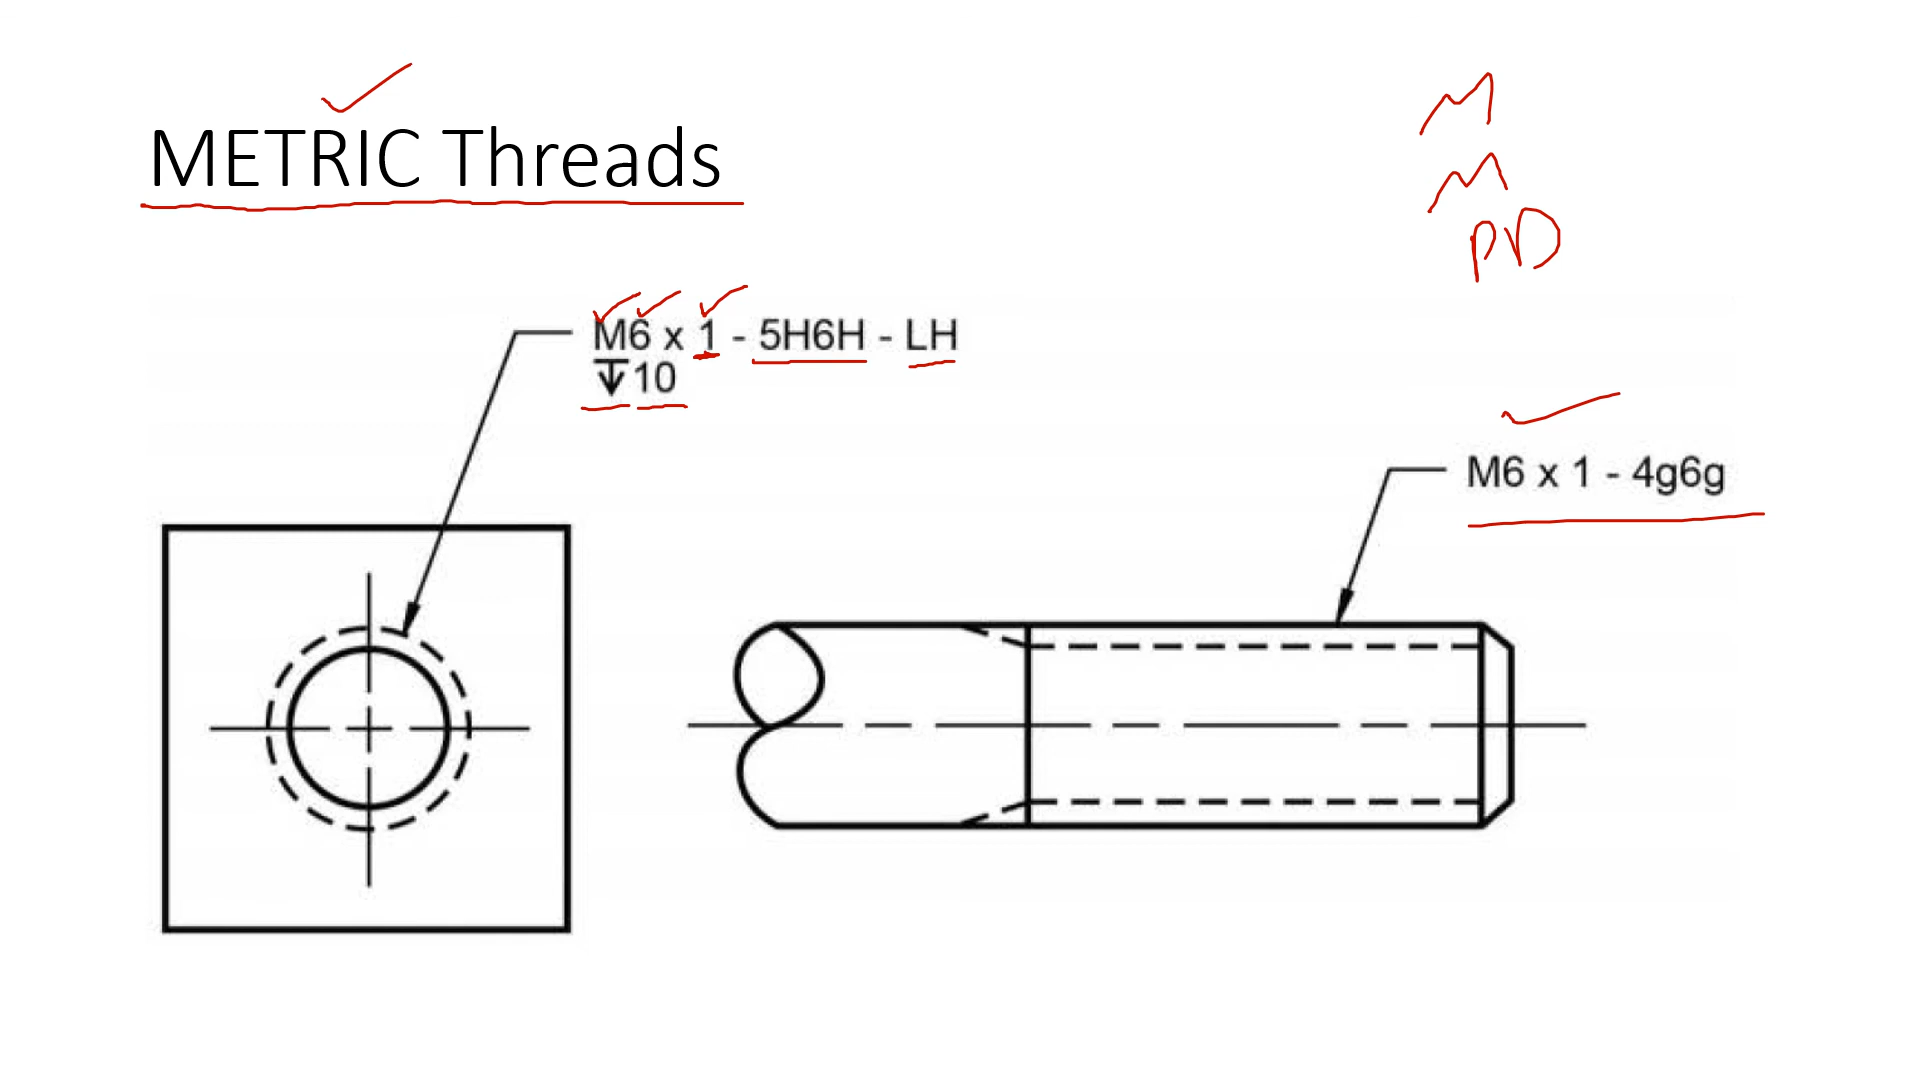 METRIC Threads
M
M
PD
M6 x 1 - 5H6H - LH
↧10
M6 x 1 - 4g6g